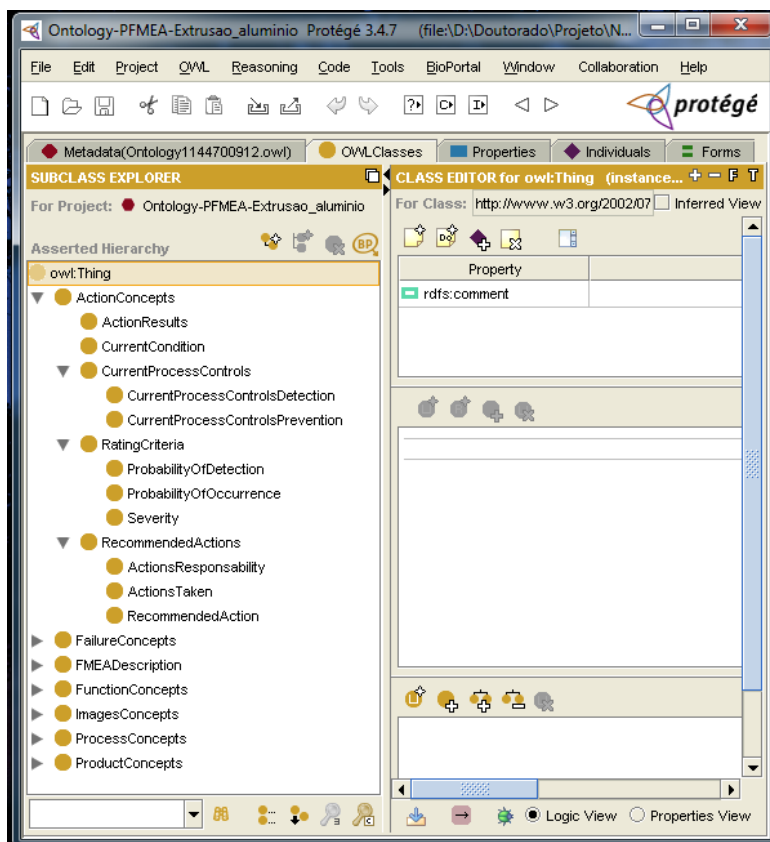 Ontology-PFMEA-Extrusao_aluminio Protégé 3.4.7 (file:\D:\Doutorado\Projeto\N...
File Edit Project OWL Reasoning Code Tools BioPortal Window Collaboration Help
protégé
Metadata(Ontology1144700912.owl) OWLClasses Properties Individuals Forms
SUBCLASS EXPLORER
For Project: Ontology-PFMEA-Extrusao_aluminio
Asserted Hierarchy
BP
owl:Thing
ActionConcepts
ActionResults
CurrentCondition
CurrentProcessControls
CurrentProcessControlsDetection
CurrentProcessControlsPrevention
RatingCriteria
ProbabilityOfDetection
ProbabilityOfOccurrence
Severity
RecommendedActions
ActionsResponsability
ActionsTaken
RecommendedAction
FailureConcepts
FMEADescription
FunctionConcepts
ImagesConcepts
ProcessConcepts
ProductConcepts
CLASS EDITOR for owl:Thing (instance... F T
For Class: http://www.w3.org/2002/07 Inferred View
Property
rdfs:comment
Logic View Properties View